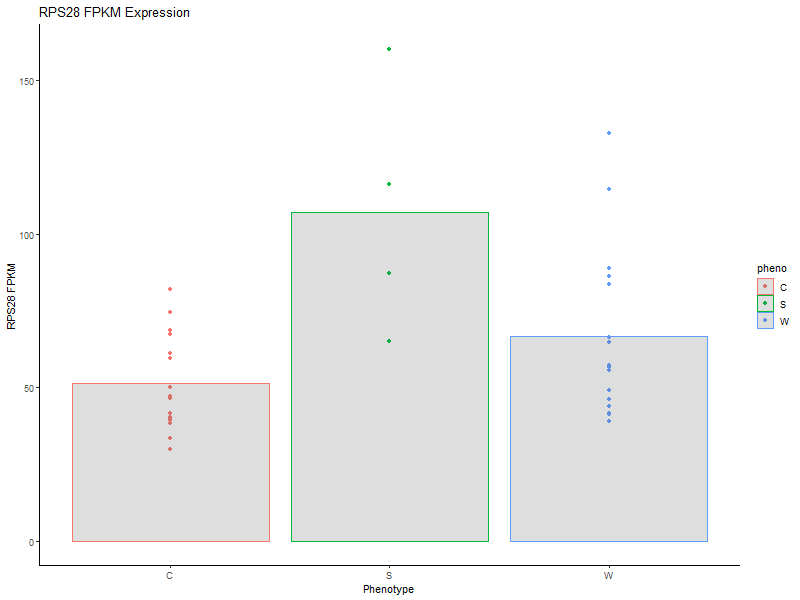 RPS28 FPKM Expression
150
100
50
0
RPS28 FPKM
C
S
W
Phenotype
pheno
C
S
W